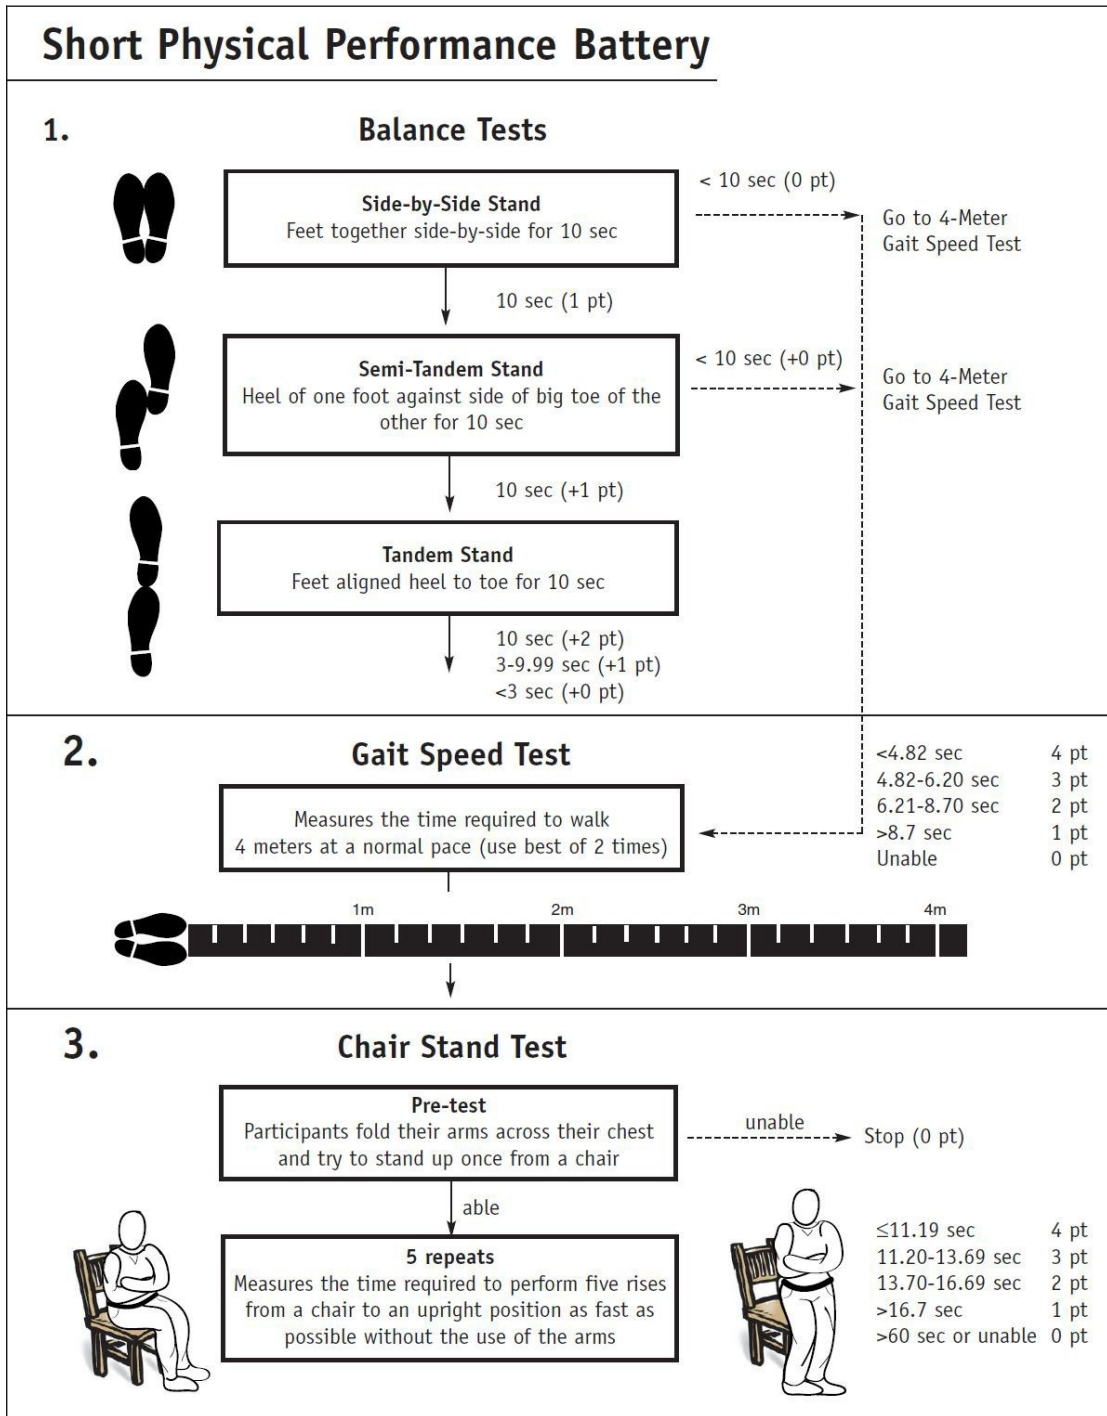 Short Physical Performance Battery
1.
Balance Tests
Side-by-Side Stand
Feet together side-by-side for 10 sec
< 10 sec (0 pt)
Go to 4-Meter
Gait Speed Test
10 sec (1 pt)
Semi-Tandem Stand
Heel of one foot against side of big toe of the
other for 10 sec
< 10 sec (+0 pt)
Go to 4-Meter
Gait Speed Test
10 sec (+1 pt)
Tandem Stand
Feet aligned heel to toe for 10 sec
10 sec (+2 pt)
3-9.99 sec (+1 pt)
<3 sec (+0 pt)
2.
Gait Speed Test
Measures the time required to walk
4 meters at a normal pace (use best of 2 times)
<4.82 sec 4 pt
4.82-6.20 sec 3 pt
6.21-8.70 sec 2 pt
>8.7 sec 1 pt
Unable 0 pt
1m 2m 3m 4m
3.
Chair Stand Test
Pre-test
Participants fold their arms across their chest
and try to stand up once from a chair
unable
Stop (0 pt)
able
5 repeats
Measures the time required to perform five rises
from a chair to an upright position as fast as
possible without the use of the arms
≤11.19 sec 4 pt
11.20-13.69 sec 3 pt
13.70-16.69 sec 2 pt
>16.7 sec 1 pt
>60 sec or unable 0 pt